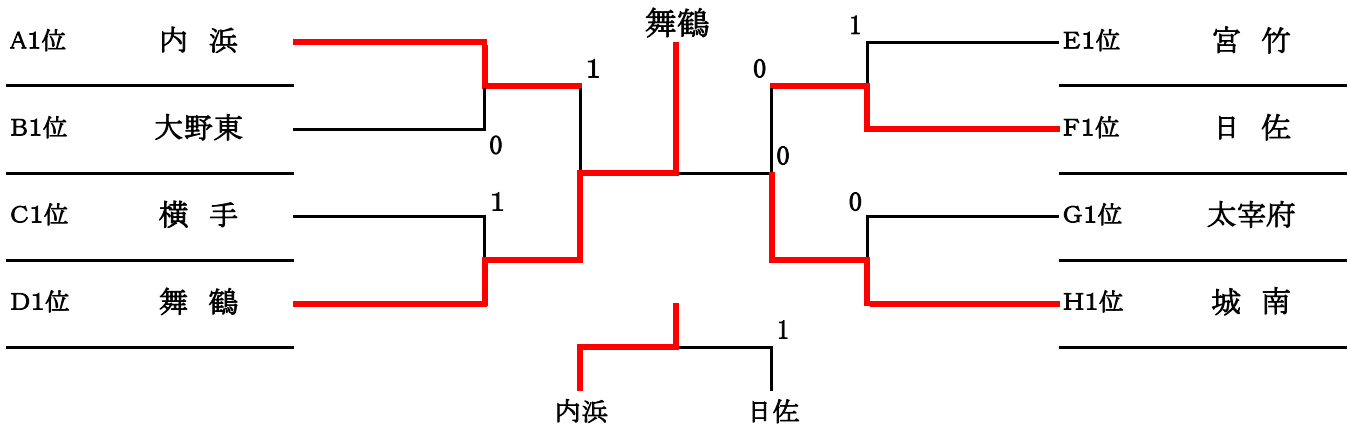 舞鶴
A1位 内 浜
1
0
1
E1位 宮 竹
B1位 大野東
0
0
F1位 日 佐
C1位 横 手
1
0
G1位 太宰府
D1位 舞 鶴
H1位 城 南
1
内浜
日佐